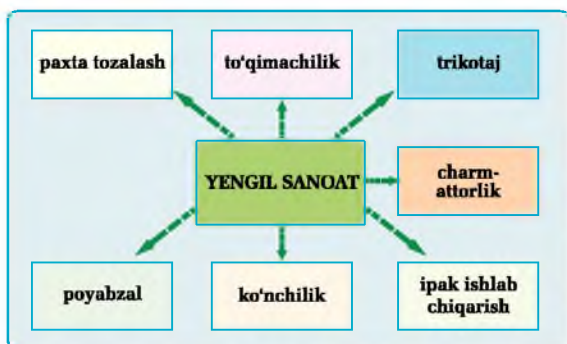 paxta tozalash
to‘qimachilik
trikotaj
YENGIL SANOAT
charm-
attorlik
poyabzal
ko‘nchilik
ipak ishlab
chiqarish